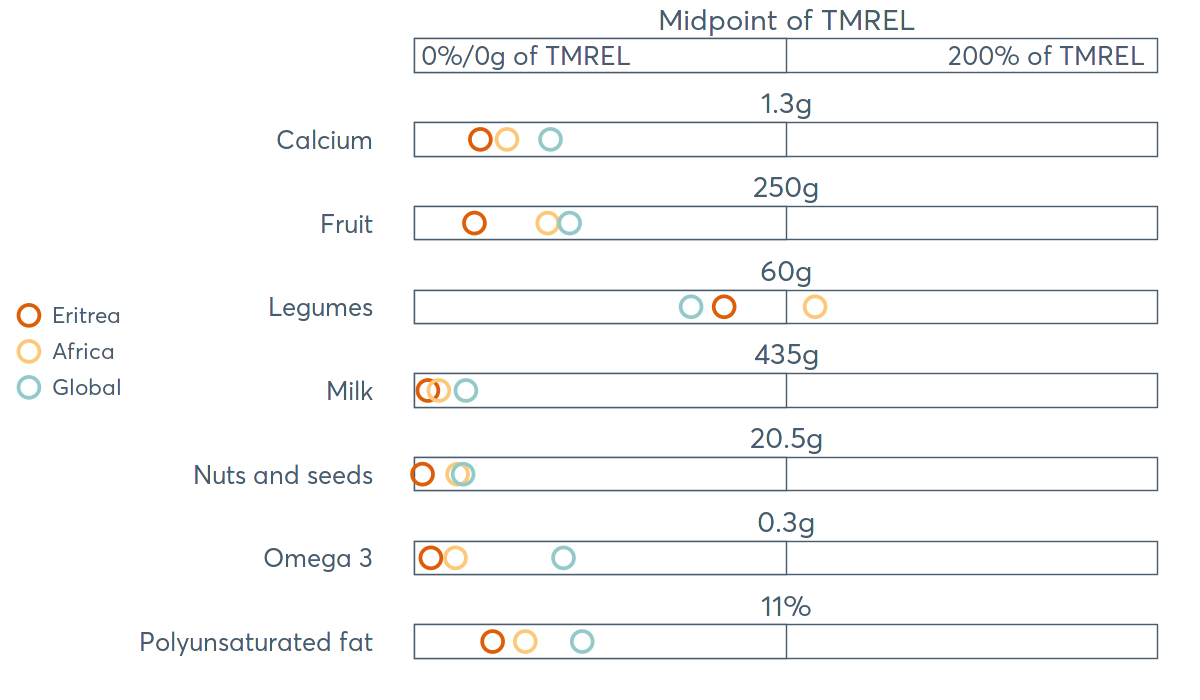 Midpoint of TMREL
0%/0g of TMREL
200% of TMREL
1.3g
Calcium
250g
Fruit
60g
Legumes
Eritrea
Africa
Global
435g
Milk
20.5g
Nuts and seeds
0.3g
Omega 3
11%
Polyunsaturated fat